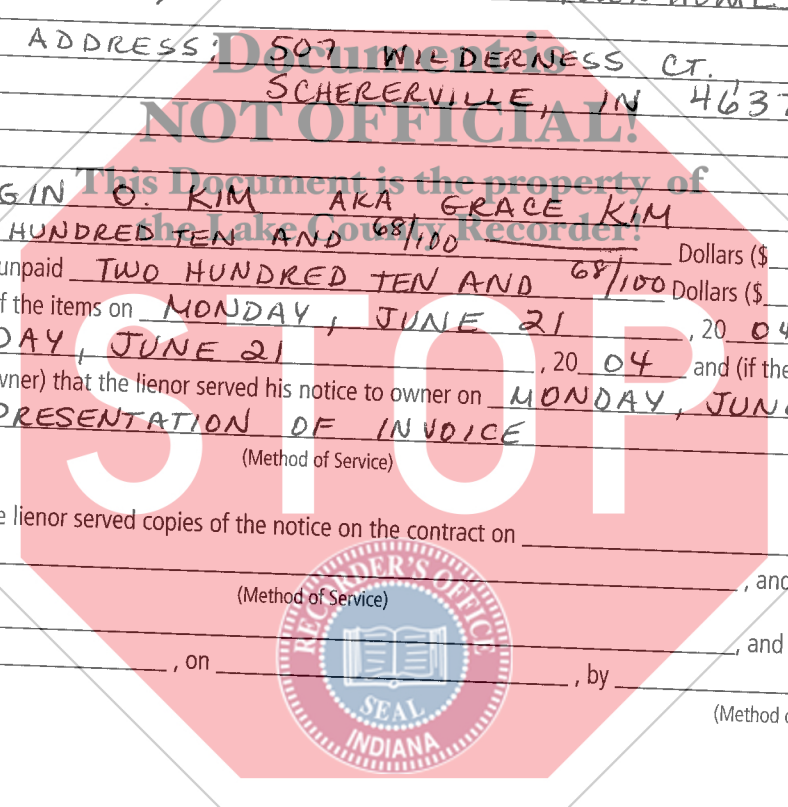 ADDRESS: 507 WILDERNESS CT.,
SCHERERVILLE, IN 4637
Document is
NOT OFFICIAL!
This Document is the property of
the Lake County Recorder!
GIN O. KIM AKA GRACE KIM
HUNDRED TEN AND 68/100 Dollars ($
unpaid TWO HUNDRED TEN AND 68/100 Dollars ($
f the items on MONDAY, JUNE 21, 20 04
DAY, JUNE 21, 20 04 and (if the
wner) that the lienor served his notice to owner on MONDAY, JUN
PRESENTATION OF INVOICE
(Method of Service)
STOP
e lienor served copies of the notice on the contract on
, and
(Method of Service)
, and
, on , by
(Method o
RECORDER'S OFFICE
SEAL
INDIANA